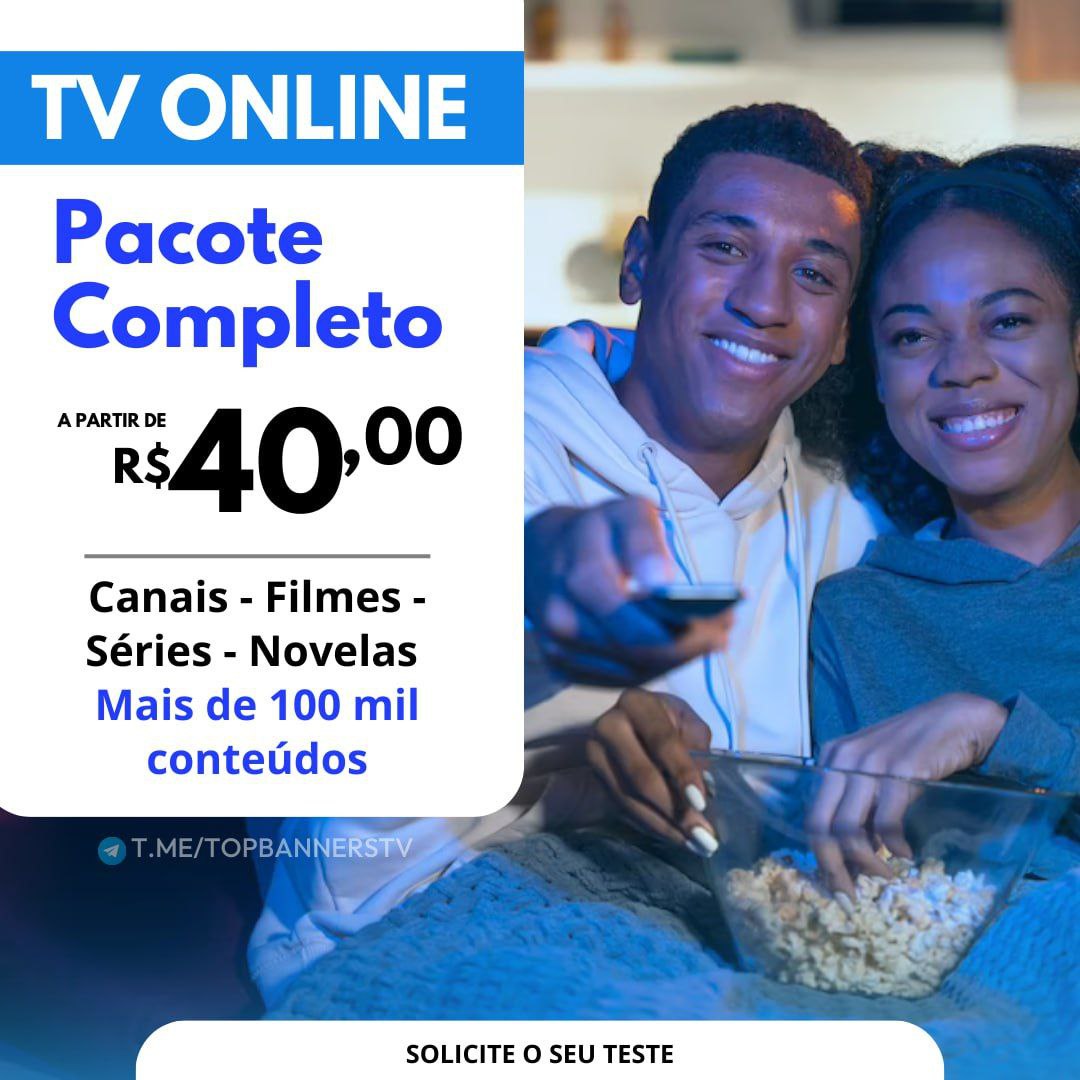 TV ONLINE
Pacote
Completo
A PARTIR DE
R$40,00
Canais - Filmes -
Séries - Novelas
Mais de 100 mil
conteúdos
T.ME/TOPBANNERSTV
SOLICITE O SEU TESTE